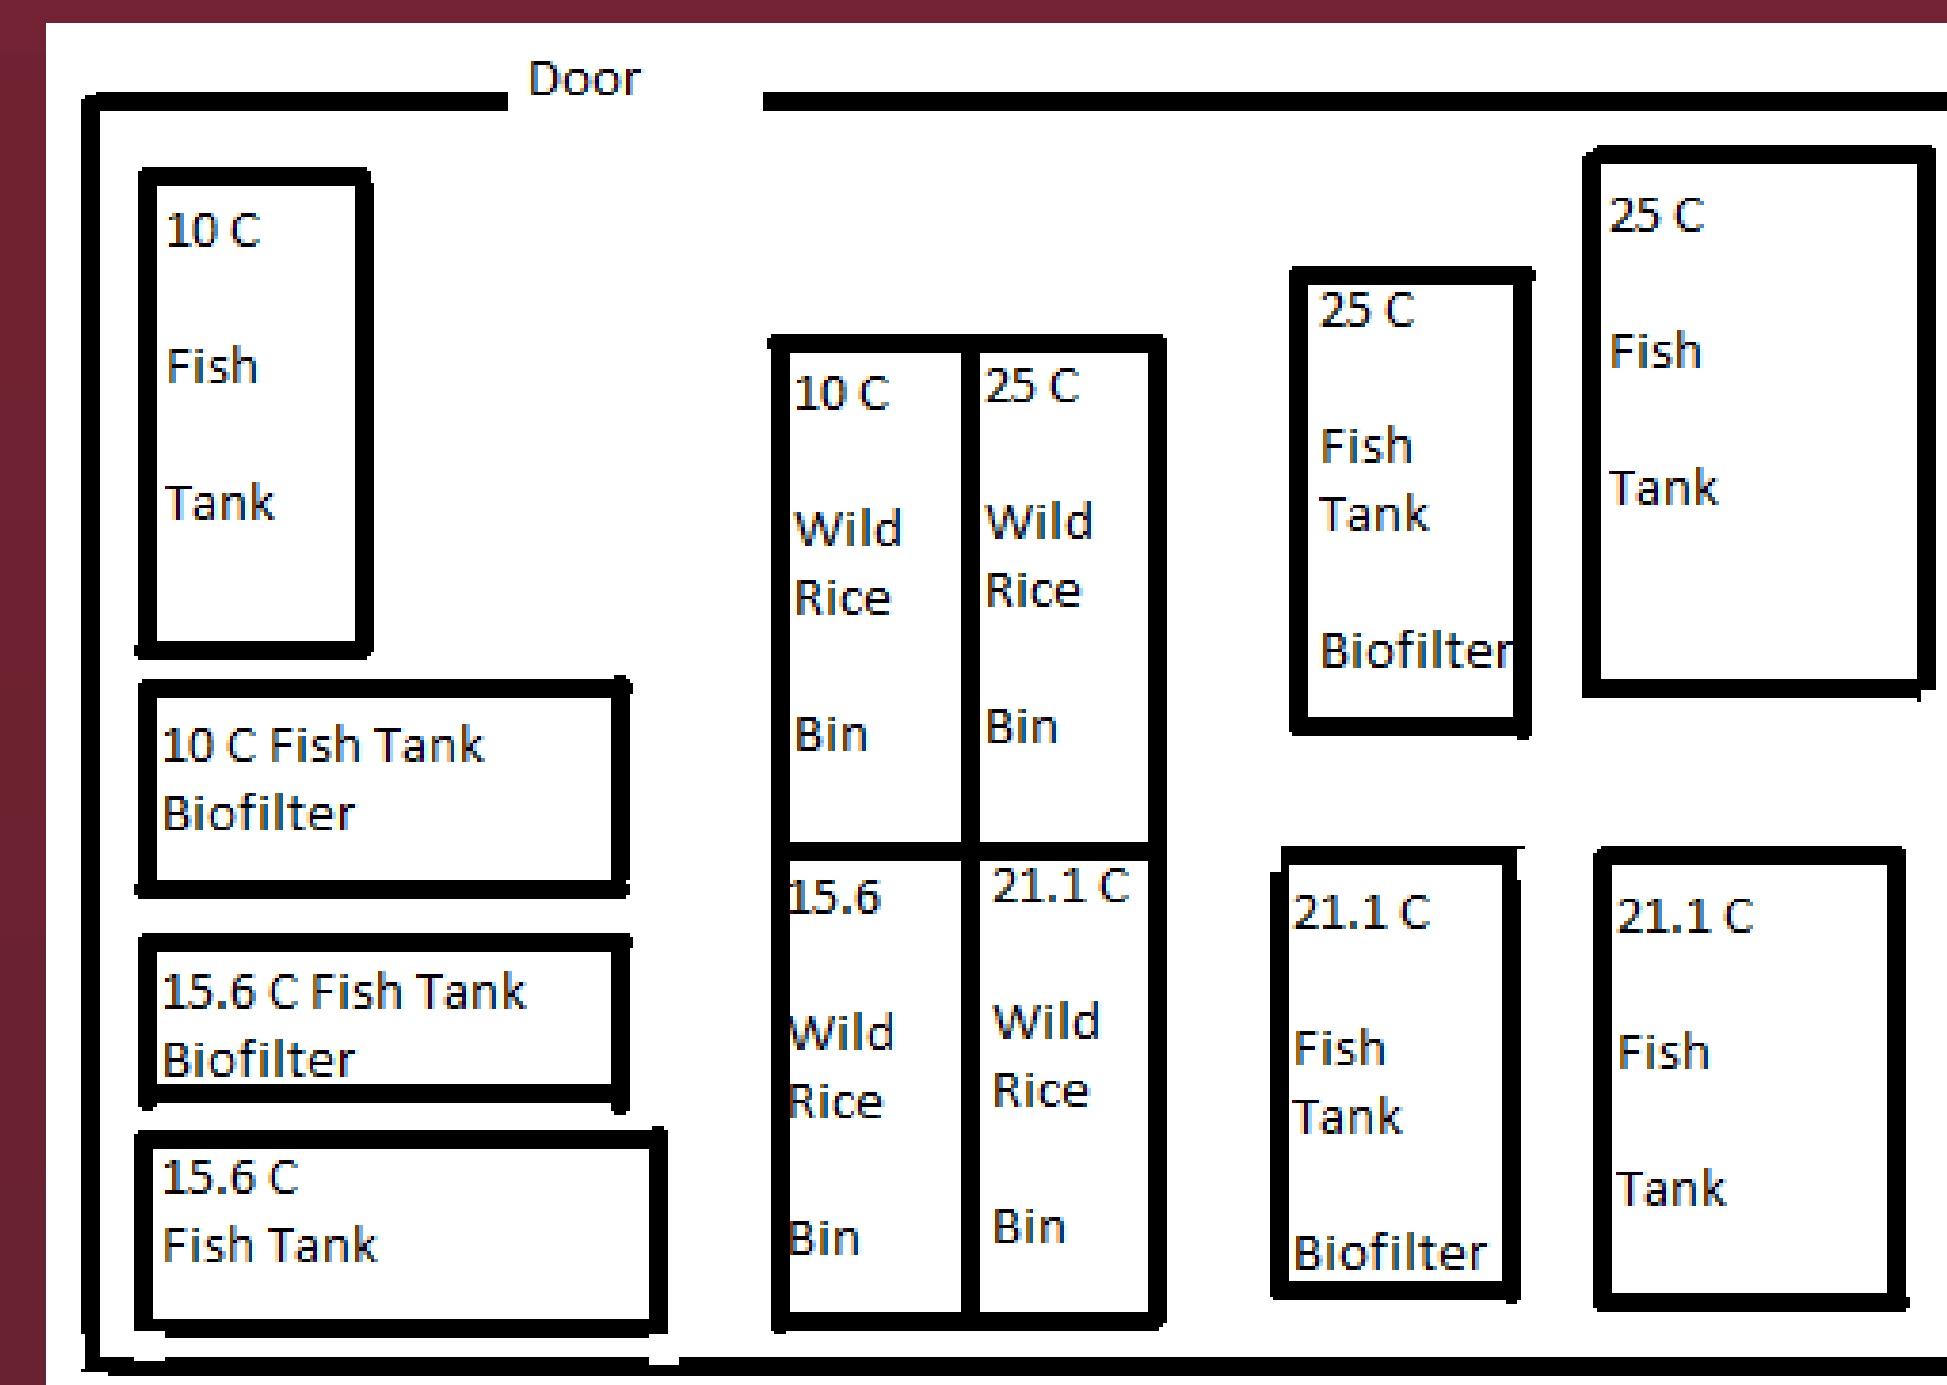 Door
10 C
Fish
Tank
10 C Fish Tank
Biofilter
15.6 C Fish Tank
Biofilter
15.6 C
Fish Tank
10 C
Wild
Rice
Bin
25 C
Wild
Rice
Bin
15.6
Wild
Rice
Bin
21.1 C
Wild
Rice
Bin
25 C
Fish
Tank
Biofilter
25 C
Fish
Tank
21.1 C
Fish
Tank
Biofilter
21.1 C
Fish
Tank